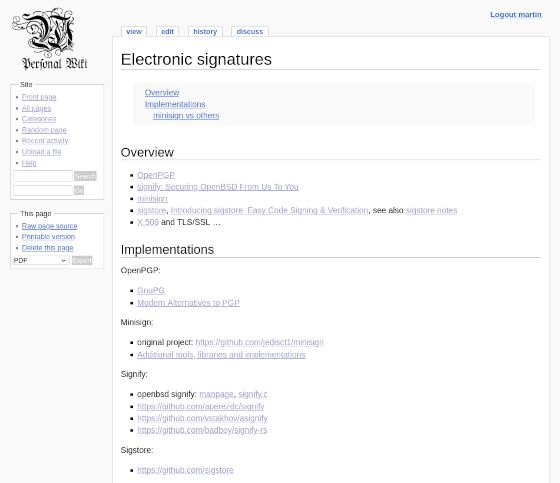 Logout martin
Personal Wiki
view edit history discuss
Site
Front page
All pages
Categories
Random page
Recent activity
Upload a file
Help
Search
Go
This page
Raw page source
Printable version
Delete this page
PDF Export
Electronic signatures
Overview
Implementations
minisign vs others
Overview
OpenPGP
signify: Securing OpenBSD From Us To You
minisign
sigstore, Introducing sigstore: Easy Code Signing & Verification, see also sigstore notes
X.509 and TLS/SSL …
Implementations
OpenPGP:
GnuPG
Modern Alternatives to PGP
Minisign:
original project: https://github.com/jedisct1/minisign
Additional tools, libraries and implementations
Signify:
openbsd signify: manpage, signify.c
https://github.com/aperezdc/signify
https://github.com/vstakhov/asignify
https://github.com/badboy/signify-rs
Sigstore:
https://github.com/sigstore